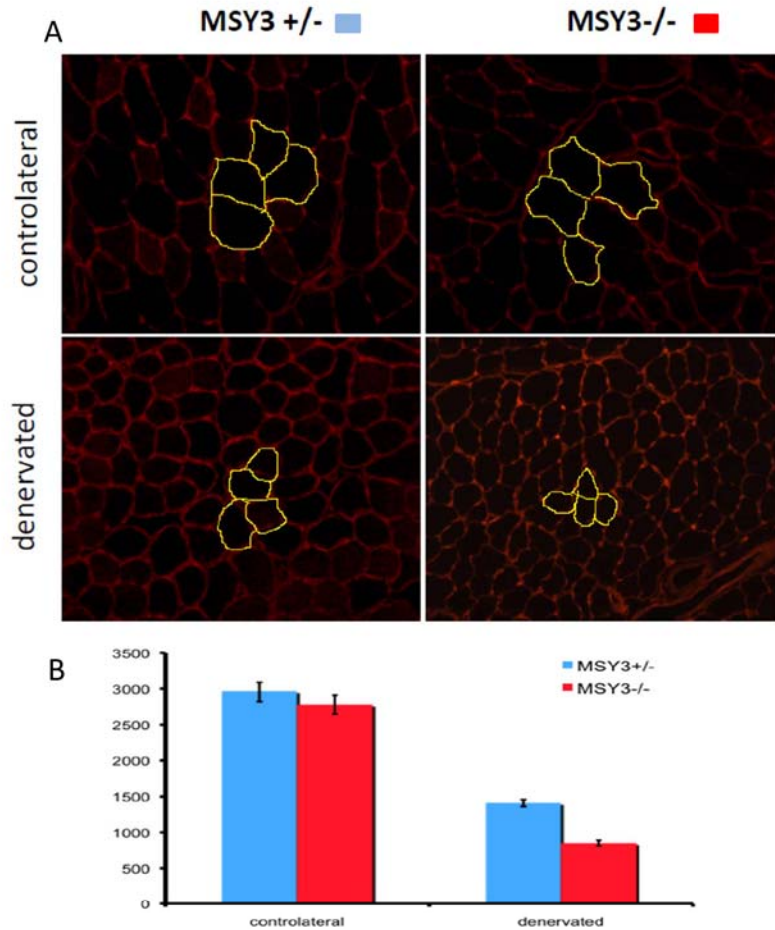 A
MSY3 +/-
MSY3-/-
controlateral
denervated
B
3500
3000
2500
2000
1500
1000
500
0
MSY3+/-
MSY3-/-
controlateral
denervated